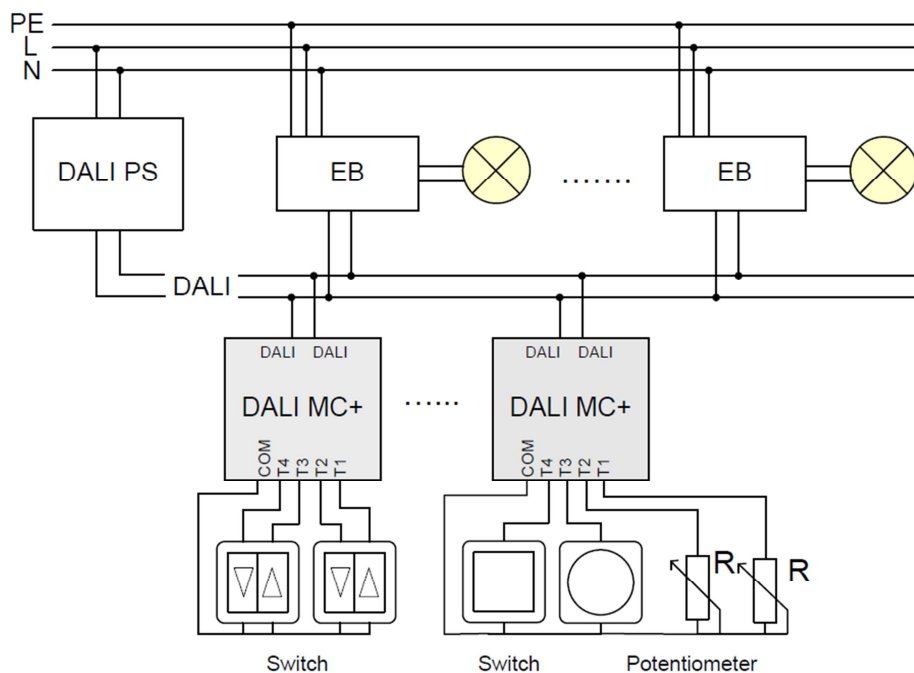 PE
L
N
DALI PS
EB
.......
EB
DALI
DALI DALI
DALI MC+
COM T4 T3 T2 T1
......
DALI DALI
DALI MC+
COM T4 T3 T2 T1
R
R
Switch
Switch
Potentiometer